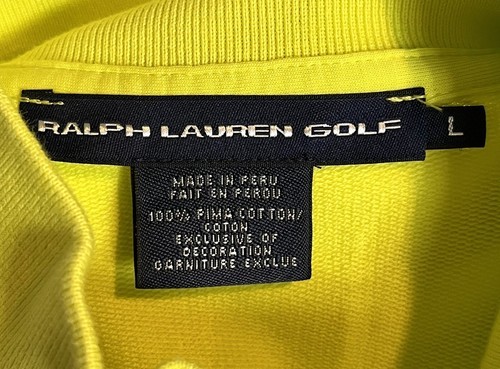 RALPH LAUREN GOLF
L
MADE IN PERU
FAIT EN PEROU
100% PIMA COTTON/
COTON
EXCLUSIVE OF
DECORATION
GARNITURE EXCLUE